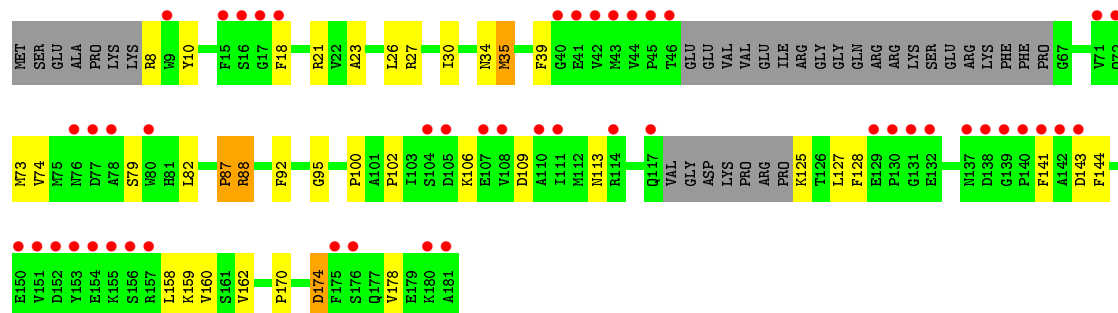 MET SER GLU ALA PRO LYS LYS R8 W9 Y10 F15 S16 G17 F18 R21 V22 A23 L26 R27 I30 N34 M35 F39 G40 E41 V42 M43 V44 P45 T46 GLU GLU VAL VAL GLU ILE ARG GLY GLY GLN ARG ARG LYS SER GLU ARG LYS PHE PHE PRO G67 V71
M73 V74 M75 N76 D77 A78 S79 W80 H81 L82 P87 R88 F92 G95 P100 A101 P102 I103 S104 D105 K106 E107 V108 D109 A110 I111 M112 N113 R114 Q117 VAL GLY ASP LYS PRO ARG PRO K125 T126 L127 F128 E129 P130 G131 E132 N137 D138 G139 P140 F141 A142 D143 F144
E150 V151 D152 Y153 E154 K155 S156 R157 L158 K159 V160 S161 V162 P170 D174 F175 S176 Q177 V178 E179 K180 A181